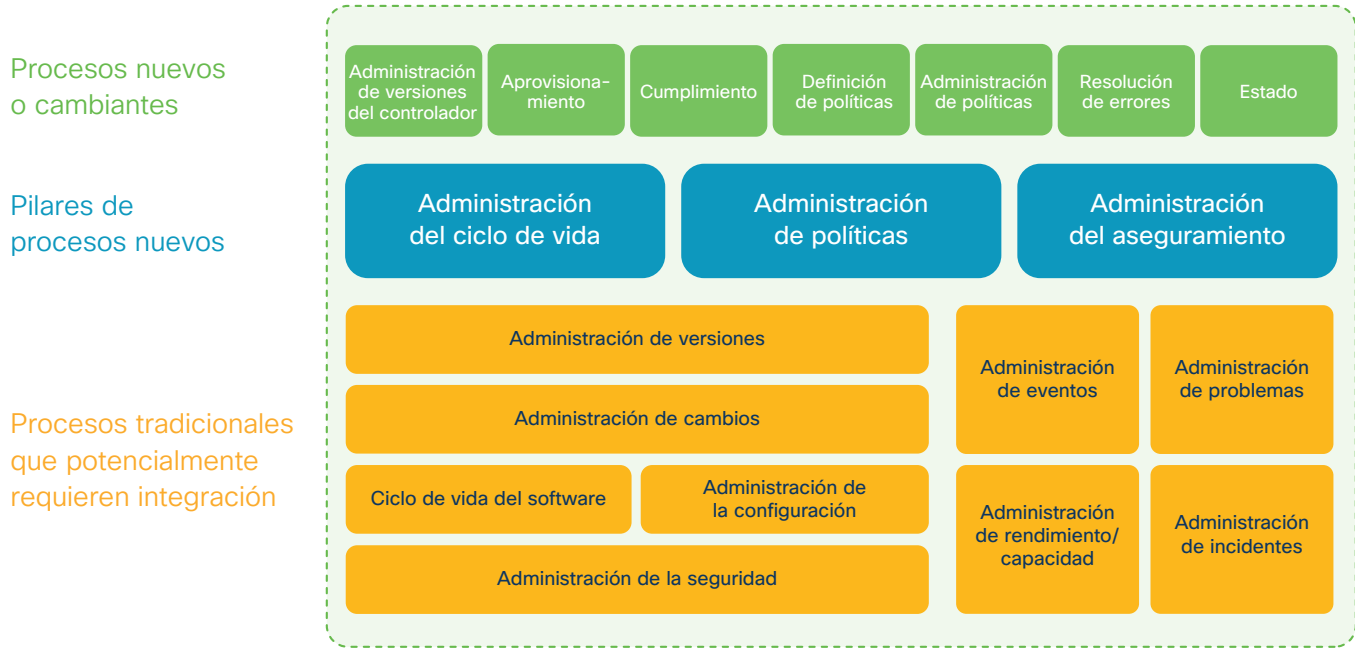 Procesos nuevos
o cambiantes
Administración
de versiones
del controlador
Aprovisiona-
miento
Cumplimiento
Definición
de políticas
Administración
de políticas
Resolución
de errores
Estado
Pilares de
procesos nuevos
Administración
del ciclo de vida
Administración
de políticas
Administración
del aseguramiento
Procesos tradicionales
que potencialmente
requieren integración
Administración de versiones
Administración de cambios
Ciclo de vida del software
Administración de
la configuración
Administración de la seguridad
Administración
de eventos
Administración
de problemas
Administración
de rendimiento/
capacidad
Administración
de incidentes